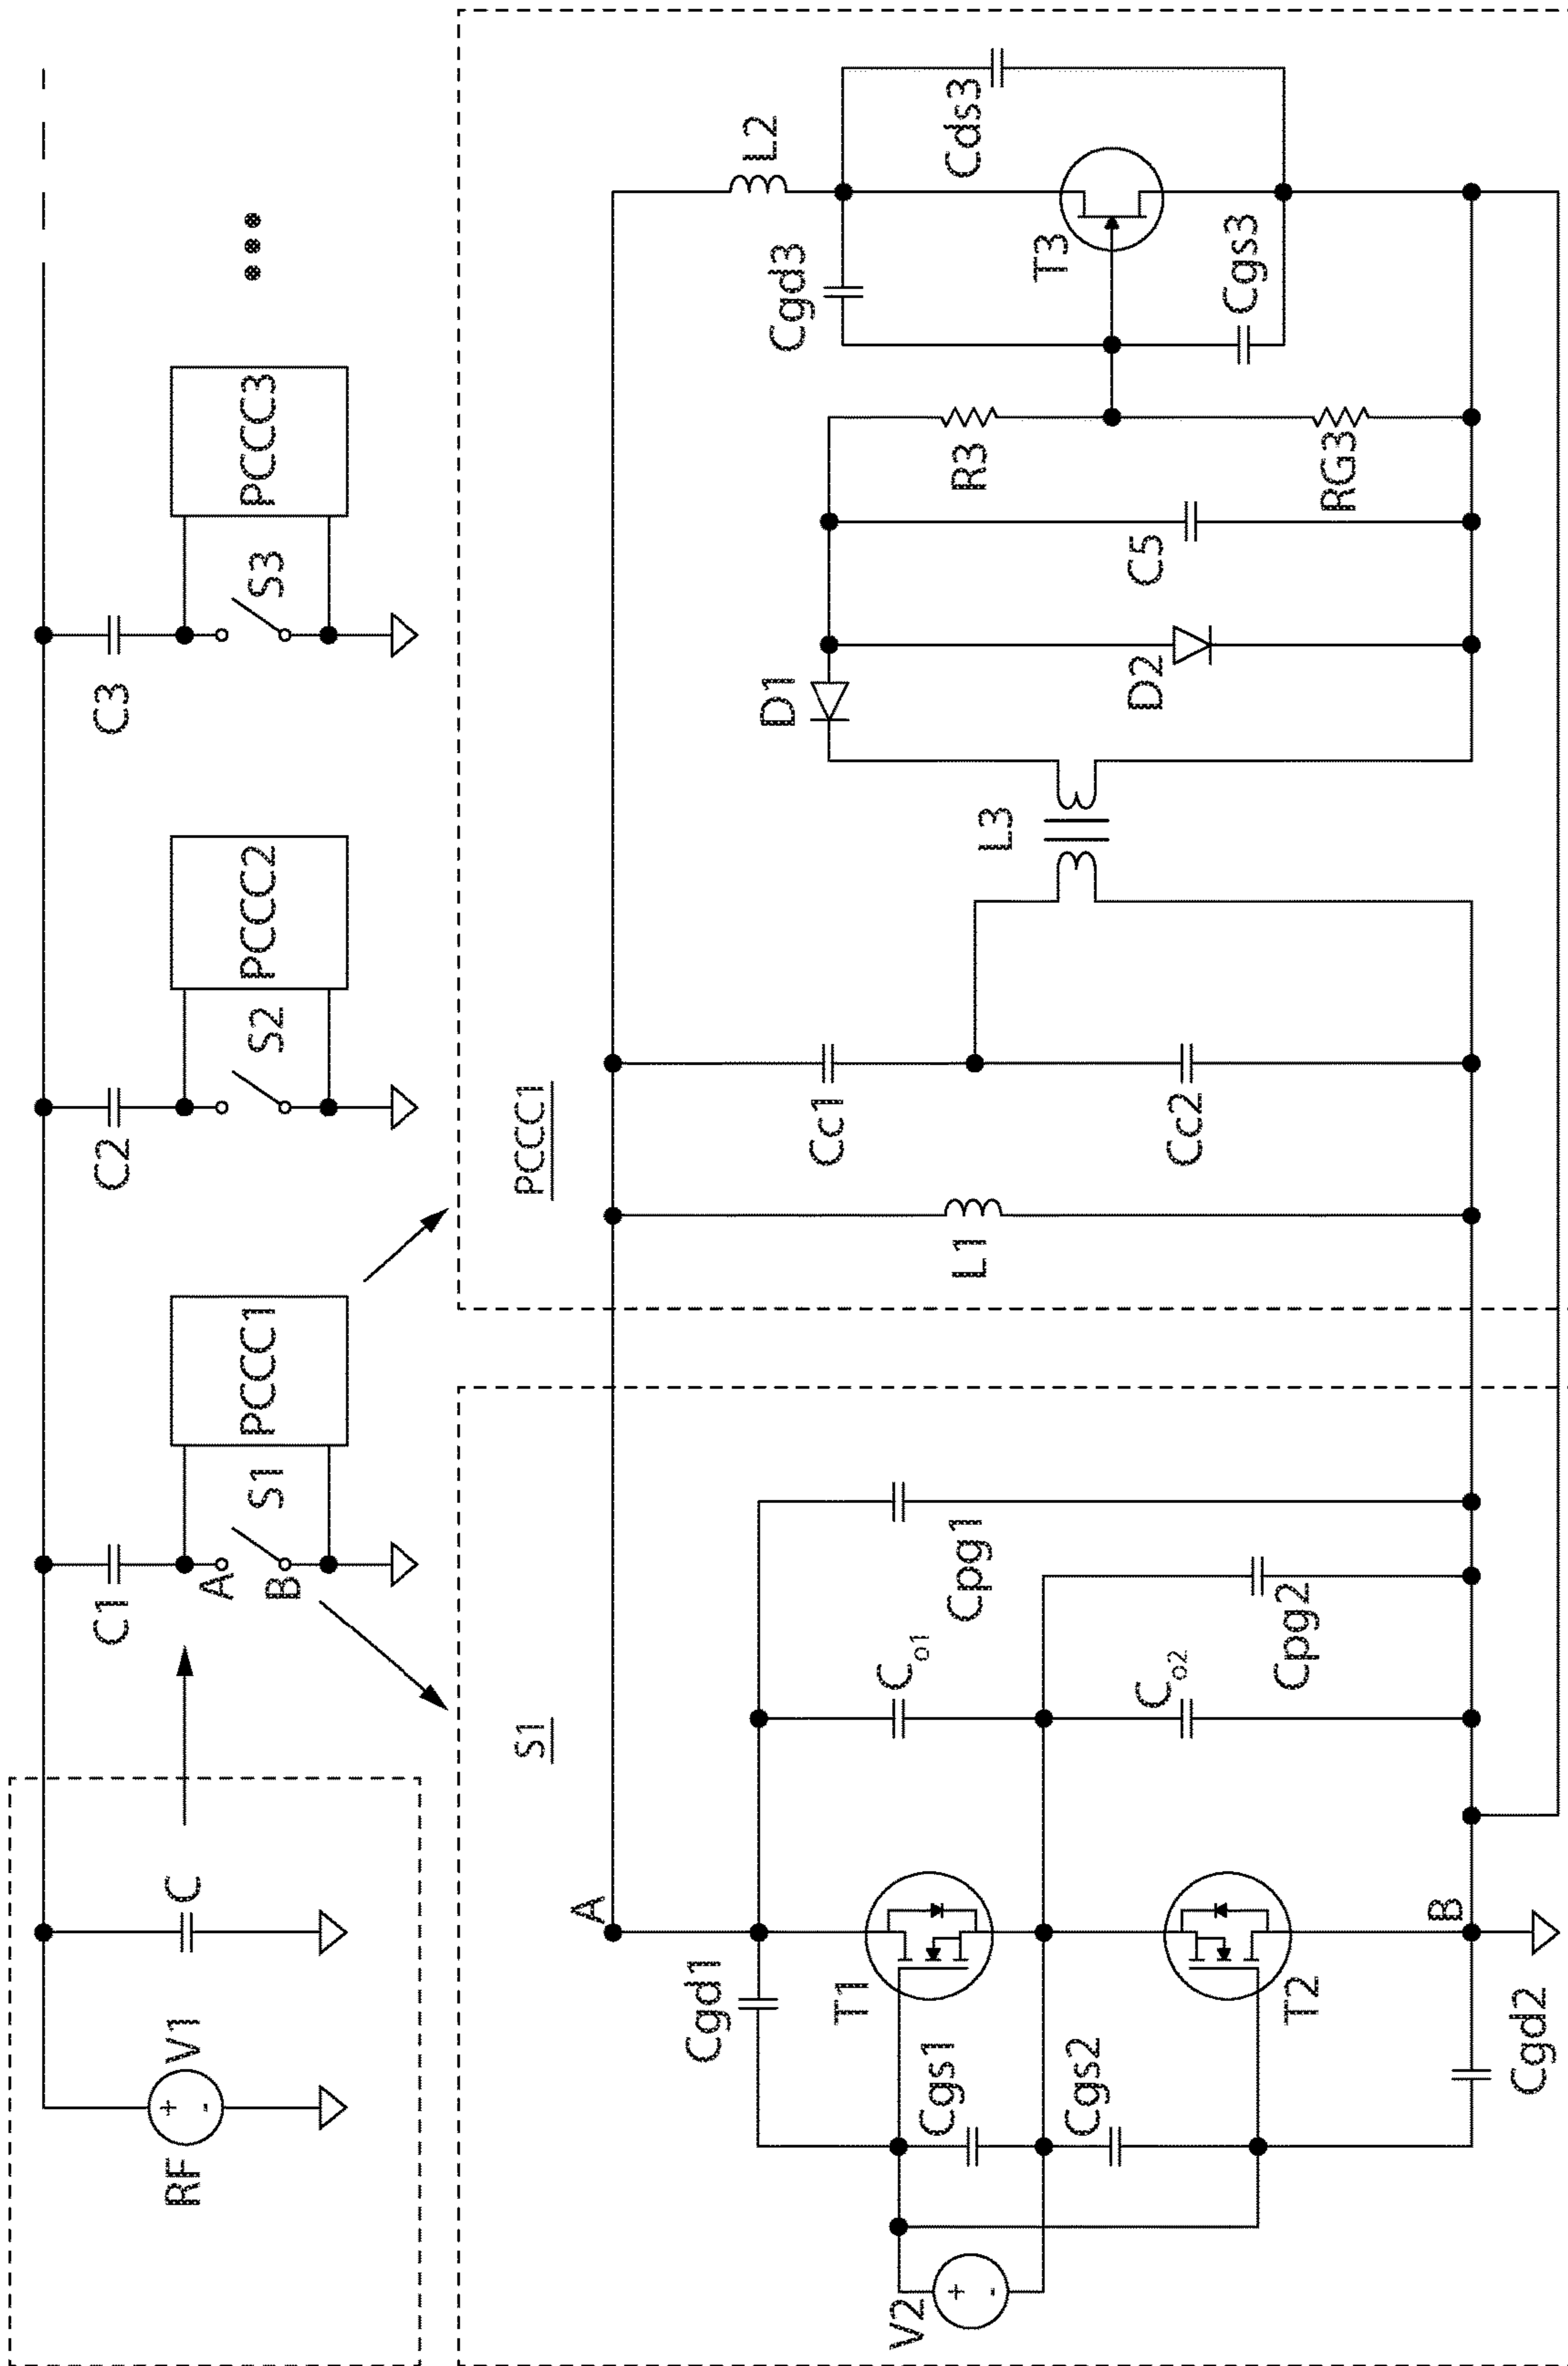 RF
+
-
V1
C
C1
A
B
S1
PCCC1
C2
S2
PCCC2
C3
S3
PCCC3
S1
A
V2
+
-
Cgd1
Cgs1
Cgs2
T1
T2
Cgd2
B
Co1
Co2
Cpg1
Cpg2
PCCC1
L1
Cc1
Cc2
L3
D1
D2
C5
R3
RG3
Cgd3
L2
T3
Cgs3
Cds3